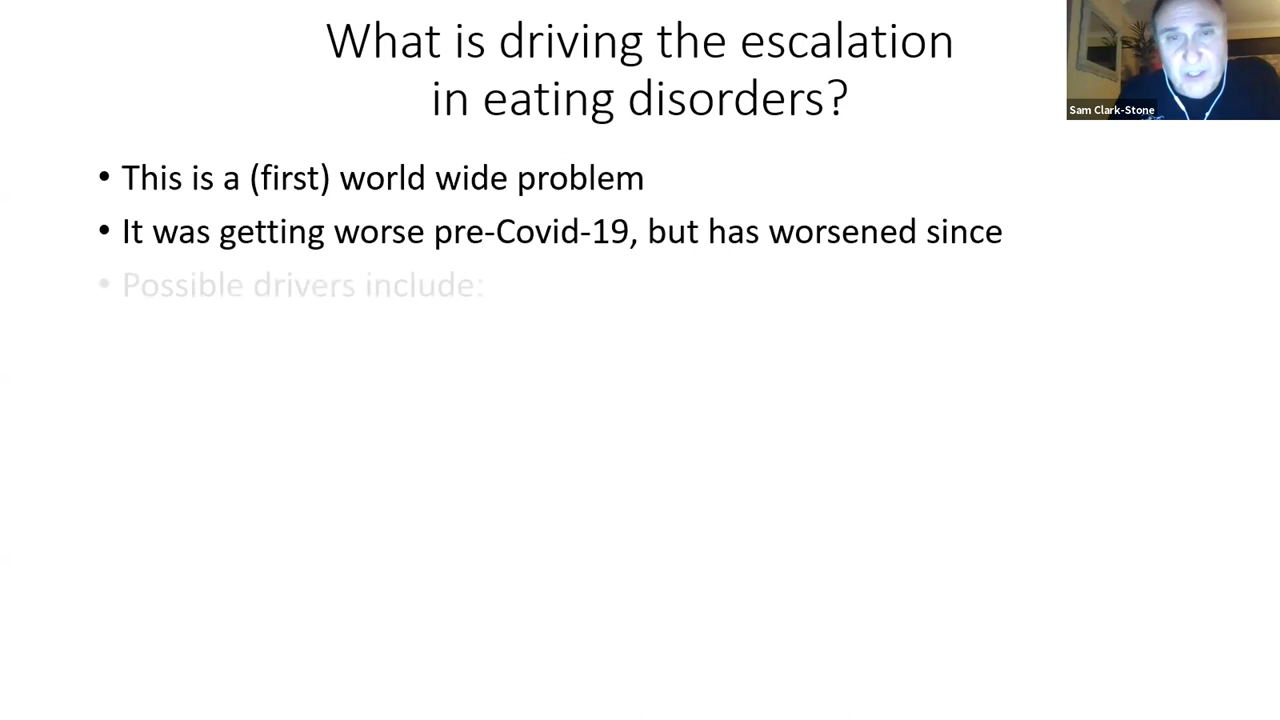 What is driving the escalation
in eating disorders?
Sam Clark-Stone
• This is a (first) world wide problem
• It was getting worse pre-Covid-19, but has worsened since
• Possible drivers include: